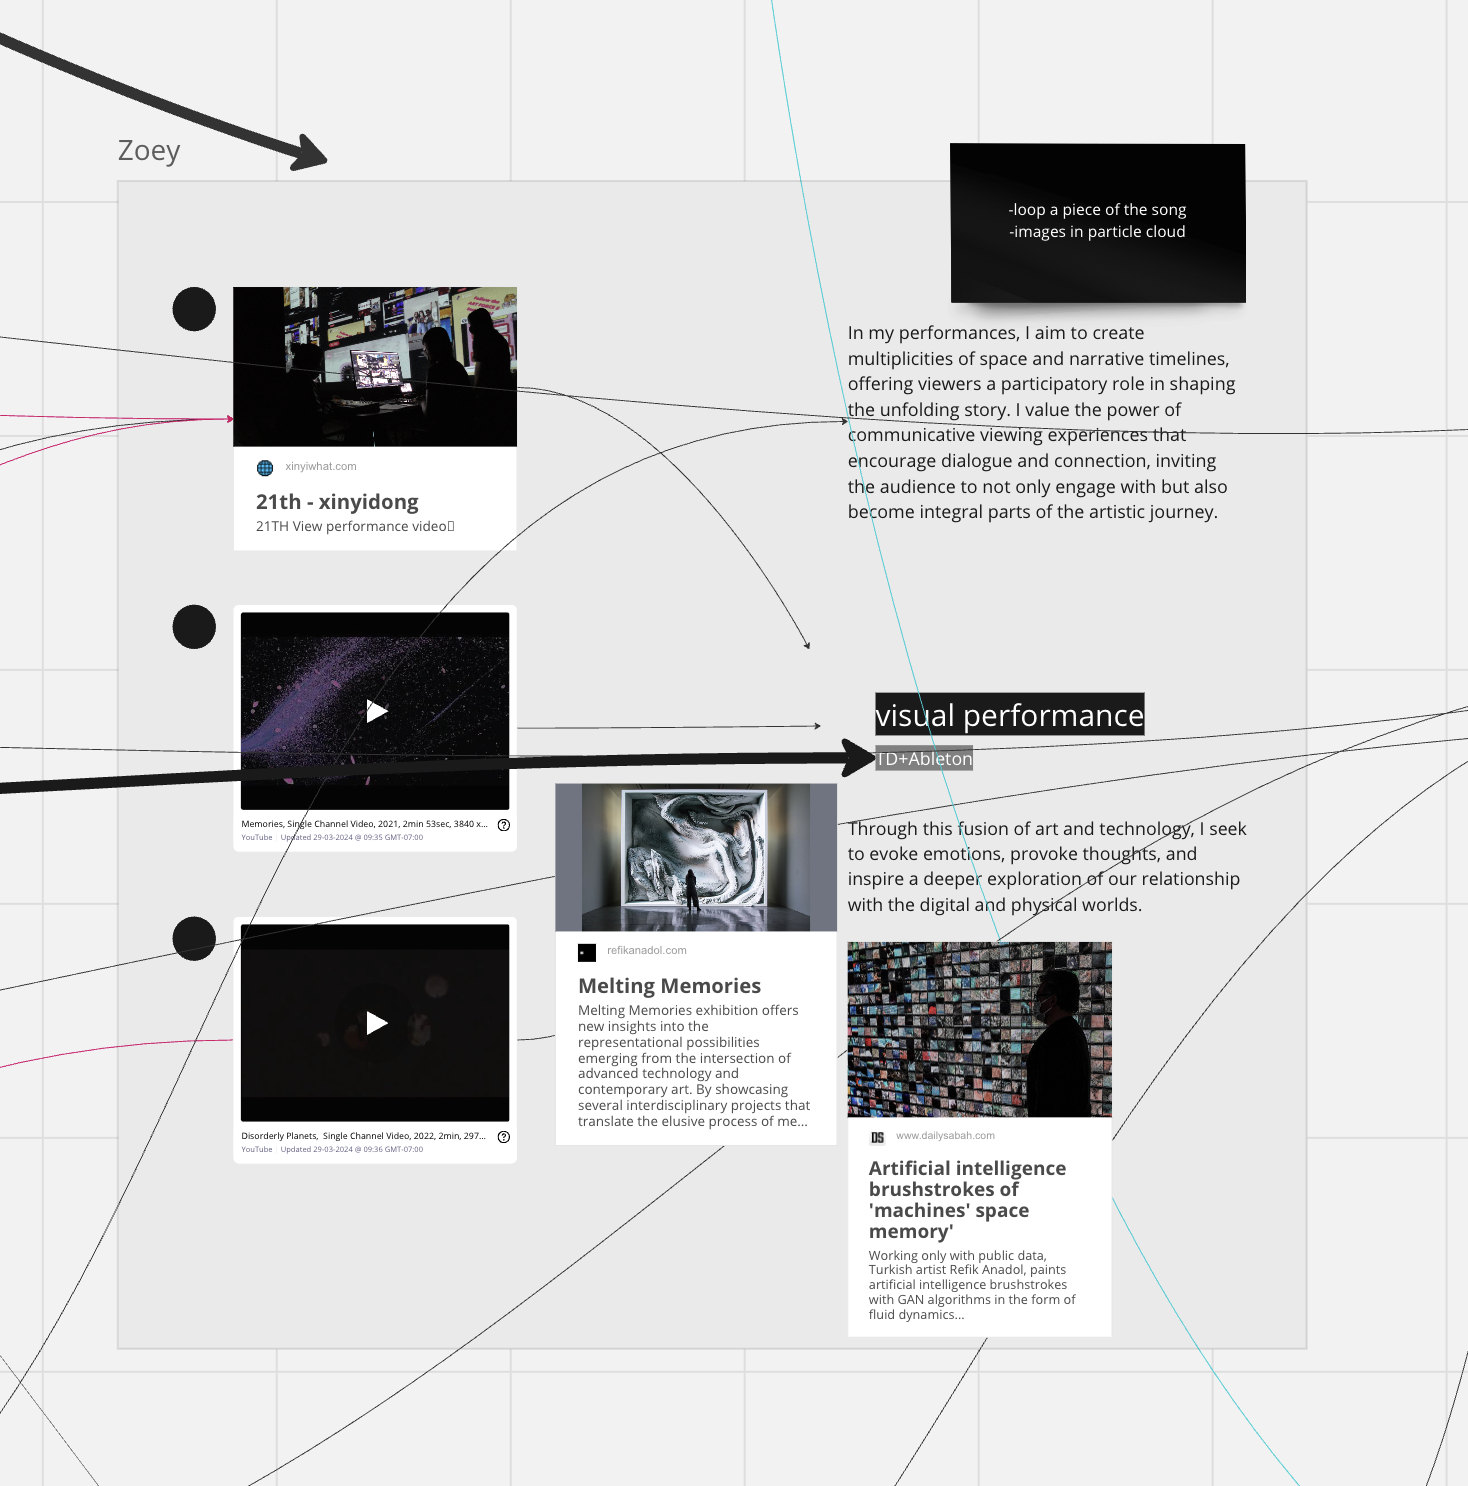 Zoey
-loop a piece of the song
-images in particle cloud
In my performances, I aim to create
multiplicities of space and narrative timelines,
offering viewers a participatory role in shaping
the unfolding story. I value the power of
communicative viewing experiences that
encourage dialogue and connection, inviting
the audience to not only engage with but also
become integral parts of the artistic journey.
xinyiwhat.com
21th - xinyidong
21TH View performance video
visual performance
TD+Ableton
Memories, Single Channel Video, 2021, 2min 53sec, 3840 x...
YouTube Updated 29-03-2024 @ 09:35 GMT-07:00
Through this fusion of art and technology, I seek
to evoke emotions, provoke thoughts, and
inspire a deeper exploration of our relationship
with the digital and physical worlds.
refikanadol.com
Melting Memories
Melting Memories exhibition offers
new insights into the
representational possibilities
emerging from the intersection of
advanced technology and
contemporary art. By showcasing
several interdisciplinary projects that
translate the elusive process of me...
Disorderly Planets, Single Channel Video, 2022, 2min, 297...
YouTube Updated 29-03-2024 @ 09:36 GMT-07:00
DS
www.dailysabah.com
Artificial intelligence
brushstrokes of
'machines' space
memory'
Working only with public data,
Turkish artist Refik Anadol, paints
artificial intelligence brushstrokes
with GAN algorithms in the form of
fluid dynamics...